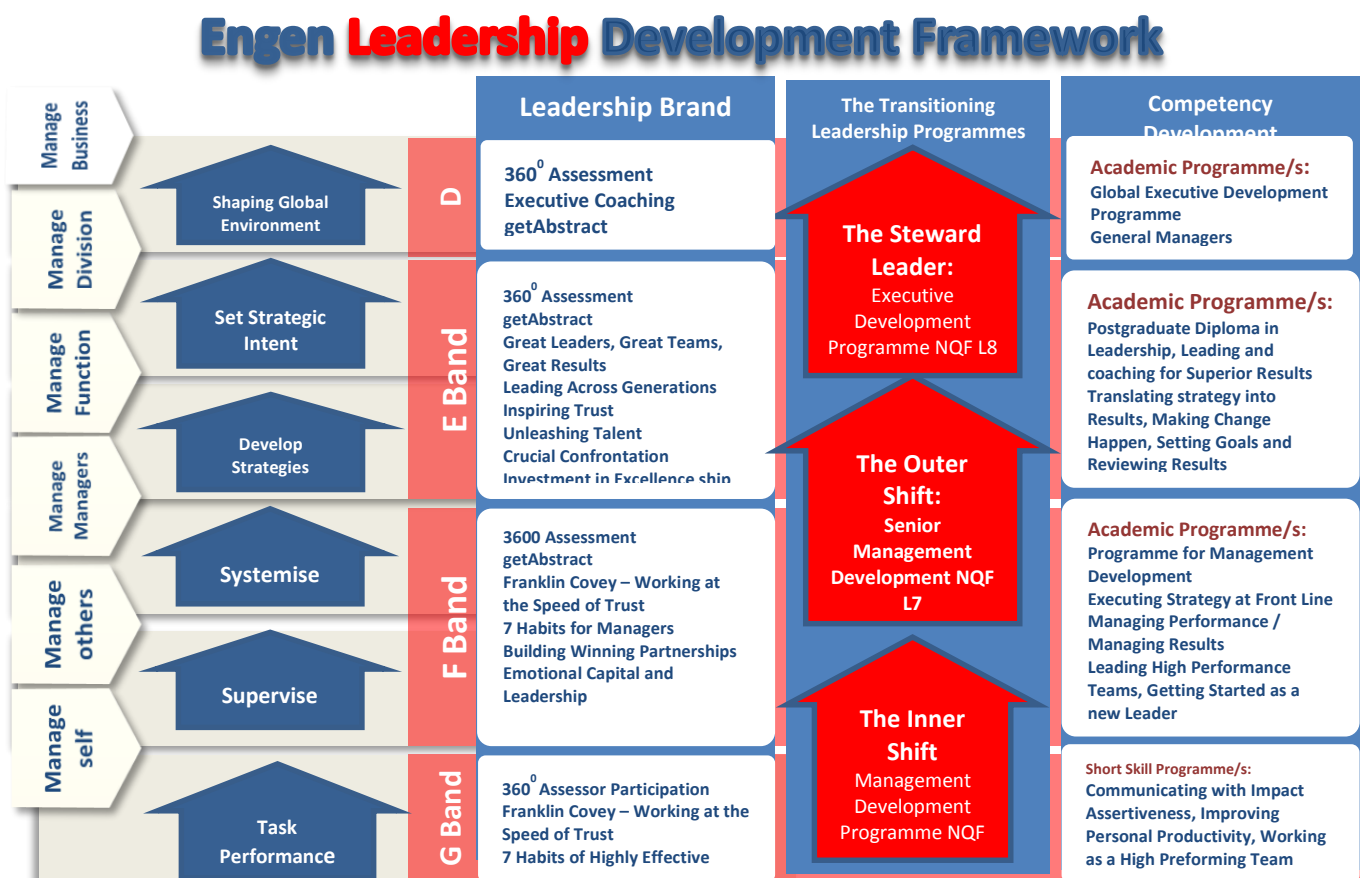 Engen Leadership Development Framework
Manage
Business
Manage
Division
Manage
Function
Manage
Managers
Manage
others
Manage
self
Shaping Global
Environment
Set Strategic
Intent
Develop
Strategies
Systemise
Supervise
Task
Performance
D
E Band
F Band
G Band
Leadership Brand
360⁰ Assessment
Executive Coaching
getAbstract
360⁰ Assessment
getAbstract
Great Leaders, Great Teams,
Great Results
Leading Across Generations
Inspiring Trust
Unleashing Talent
Crucial Confrontation
Investment in Excellence ship
3600 Assessment
getAbstract
Franklin Covey – Working at
the Speed of Trust
7 Habits for Managers
Building Winning Partnerships
Emotional Capital and
Leadership
360⁰ Assessor Participation
Franklin Covey – Working at the
Speed of Trust
7 Habits of Highly Effective
The Transitioning
Leadership Programmes
The Steward
Leader:
Executive
Development
Programme NQF L8
The Outer
Shift:
Senior
Management
Development NQF
L7
The Inner
Shift
Management
Development
Programme NQF
Competency
Development
Academic Programme/s:
Global Executive Development
Programme
General Managers
Academic Programme/s:
Postgraduate Diploma in
Leadership, Leading and
coaching for Superior Results
Translating strategy into
Results, Making Change
Happen, Setting Goals and
Reviewing Results
Academic Programme/s:
Programme for Management
Development
Executing Strategy at Front Line
Managing Performance /
Managing Results
Leading High Performance
Teams, Getting Started as a
new Leader
Short Skill Programme/s:
Communicating with Impact
Assertiveness, Improving
Personal Productivity, Working
as a High Preforming Team